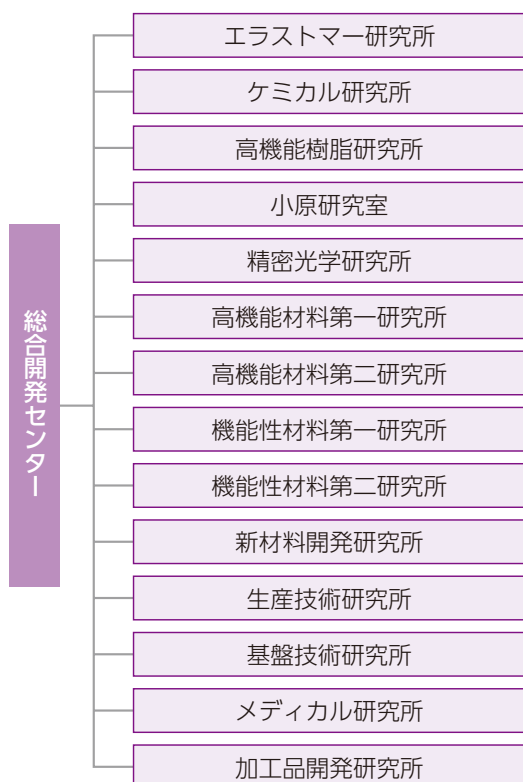 総合開発センター
エラストマー研究所
ケミカル研究所
高機能樹脂研究所
小原研究室
精密光学研究所
高機能材料第一研究所
高機能材料第二研究所
機能性材料第一研究所
機能性材料第二研究所
新材料開発研究所
生産技術研究所
基盤技術研究所
メディカル研究所
加工品開発研究所